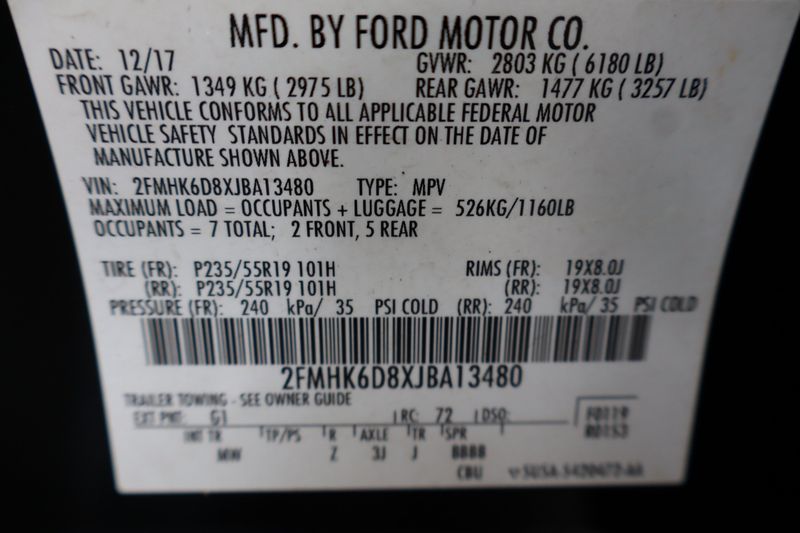 MFD. BY FORD MOTOR CO.
DATE: 12/17 GVWR: 2803 KG ( 6180 LB)
FRONT GAWR: 1349 KG ( 2975 LB) REAR GAWR: 1477 KG ( 3257 LB)
THIS VEHICLE CONFORMS TO ALL APPLICABLE FEDERAL MOTOR
VEHICLE SAFETY STANDARDS IN EFFECT ON THE DATE OF
MANUFACTURE SHOWN ABOVE.
VIN: 2FMHK6D8XJBA13480 TYPE: MPV
MAXIMUM LOAD = OCCUPANTS + LUGGAGE = 526KG/1160LB
OCCUPANTS = 7 TOTAL; 2 FRONT, 5 REAR
TIRE (FR): P235/55R19 101H RIMS (FR): 19X8.0J
(RR): P235/55R19 101H (RR): 19X8.0J
PRESSURE (FR): 240 kPa/ 35 PSI COLD (RR): 240 kPa/ 35 PSI COLD
2FMHK6D8XJBA13480
TRAILER TOWING - SEE OWNER GUIDE
EXT PNT: G1 RC: 72 DSO: F0119
INT TR TP/PS R AXLE TR SPR R0153
MW Z 3J J BBBB
CBU